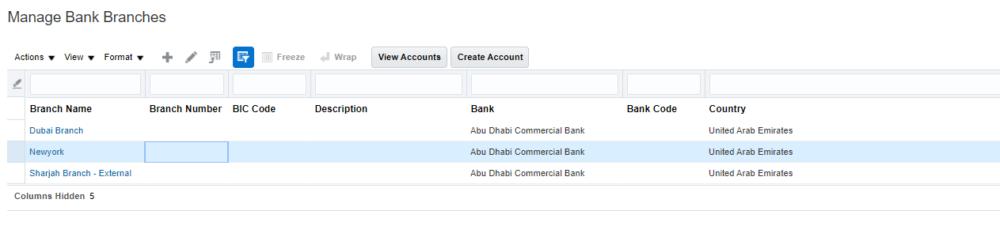 Manage Bank Branches
Actions View Format Freeze Wrap View Accounts Create Account
Branch Name Branch Number BIC Code Description Bank Bank Code Country
Dubai Branch Abu Dhabi Commercial Bank United Arab Emirates
Newyork Abu Dhabi Commercial Bank United Arab Emirates
Sharjah Branch - External Abu Dhabi Commercial Bank United Arab Emirates
Columns Hidden 5